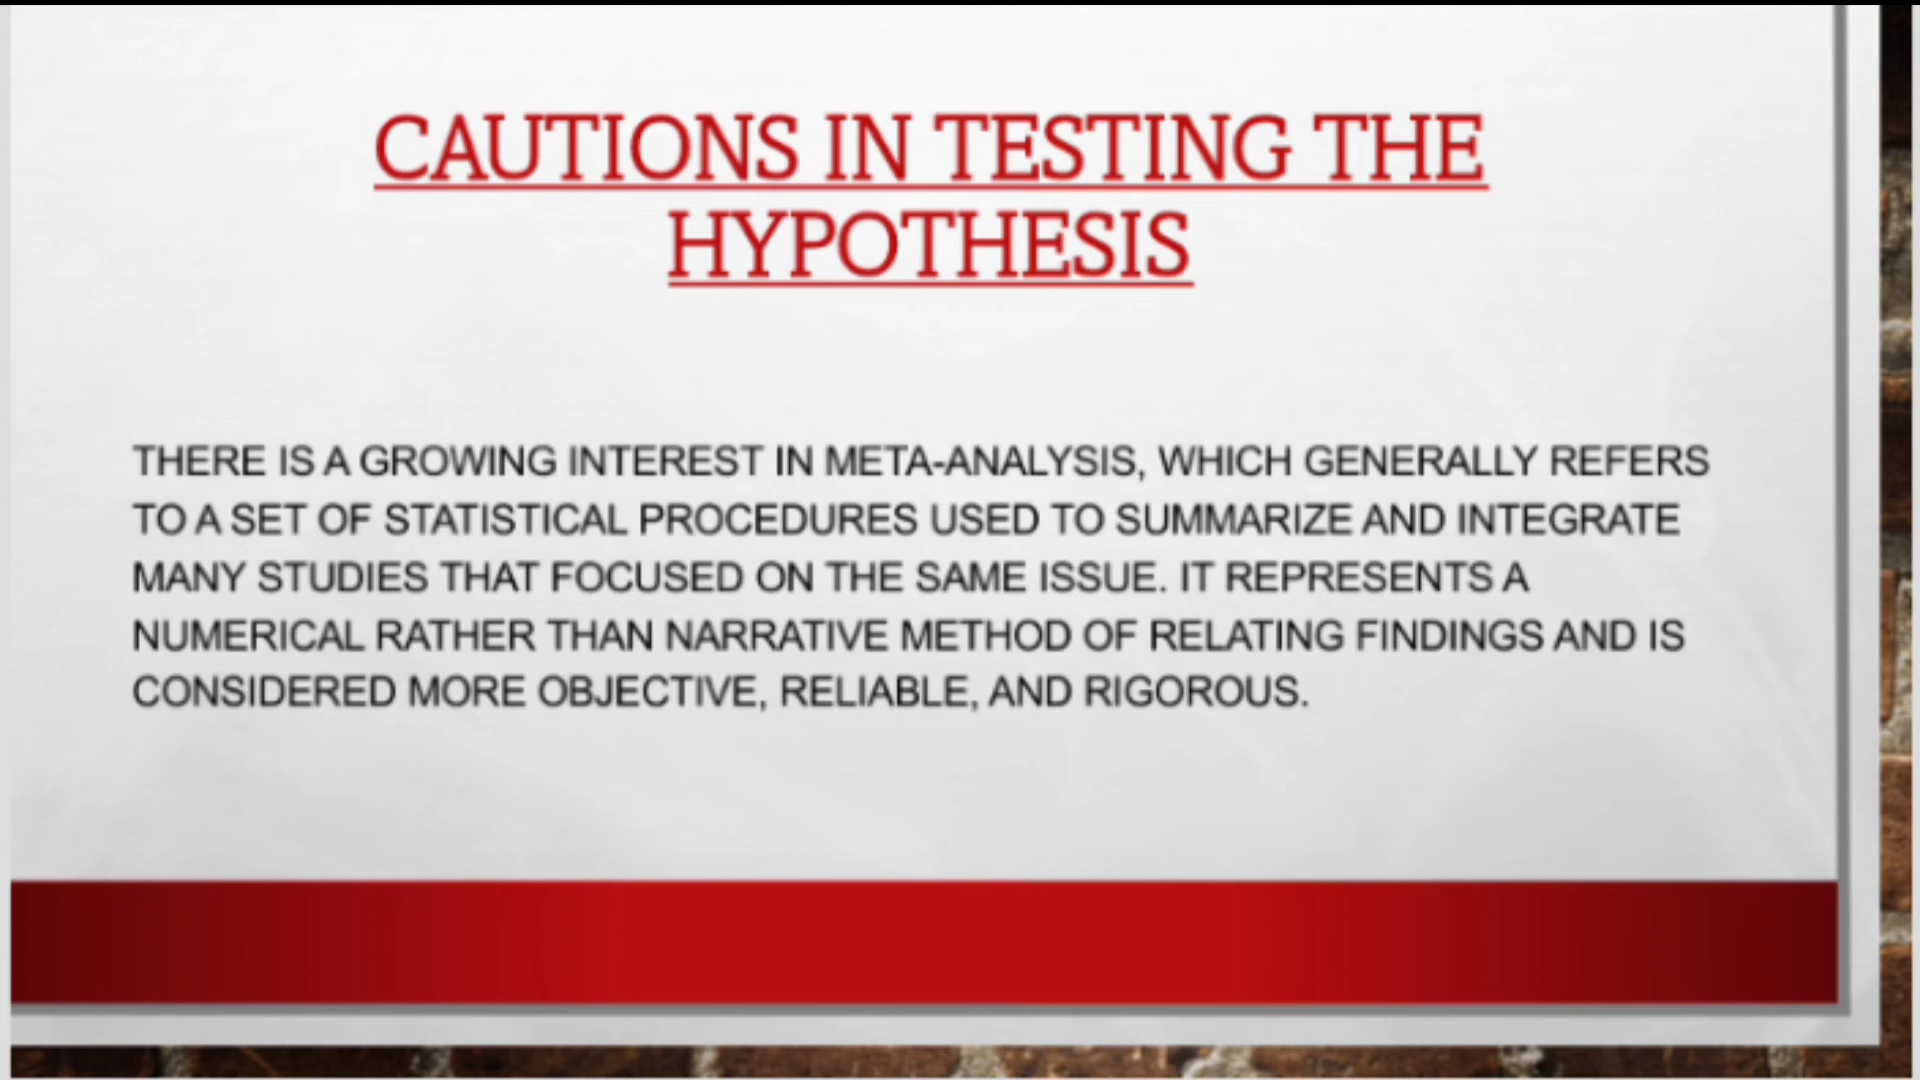 CAUTIONS IN TESTING THE
HYPOTHESIS
THERE IS A GROWING INTEREST IN META-ANALYSIS, WHICH GENERALLY REFERS
TO A SET OF STATISTICAL PROCEDURES USED TO SUMMARIZE AND INTEGRATE
MANY STUDIES THAT FOCUSED ON THE SAME ISSUE. IT REPRESENTS A
NUMERICAL RATHER THAN NARRATIVE METHOD OF RELATING FINDINGS AND IS
CONSIDERED MORE OBJECTIVE, RELIABLE, AND RIGOROUS.